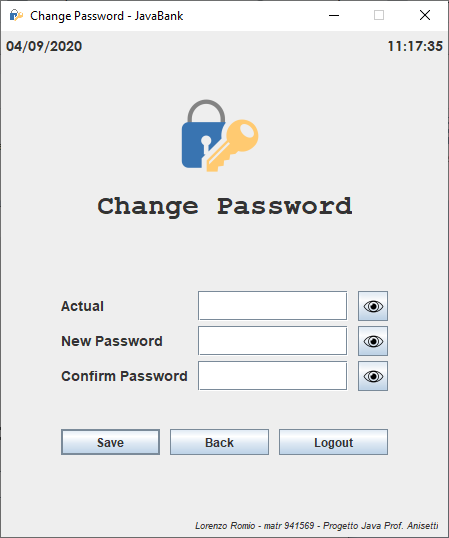 Change Password - JavaBank
04/09/2020 11:17:35
Change Password
Actual
New Password
Confirm Password
Save Back Logout
Lorenzo Romio - matr 941569 - Progetto Java Prof. Anisetti